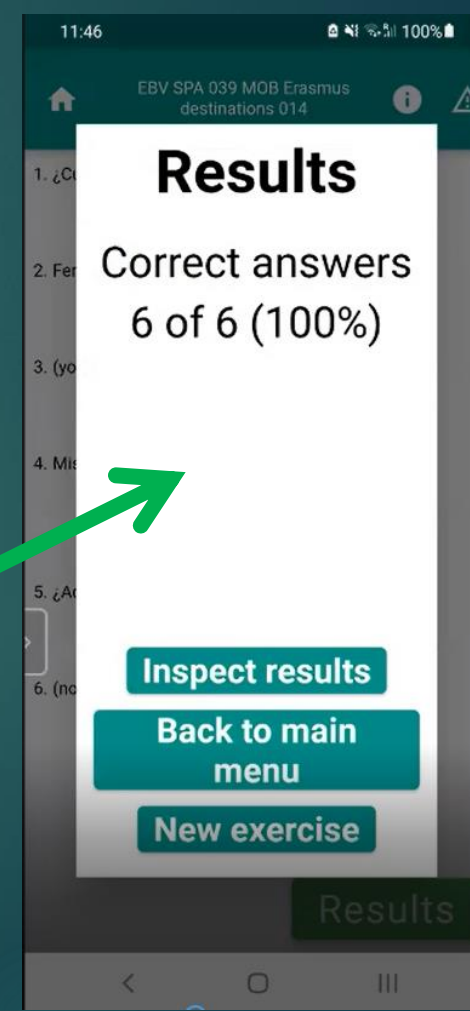 11:46 100%
EBV SPA 039 MOB Erasmus
destinations 014
Results
Correct answers
6 of 6 (100%)
1. ¿Cu
2. Fer
3. (yo
4. Mis
5. ¿Ac
6. (no
Inspect results
Back to main
menu
New exercise
Results